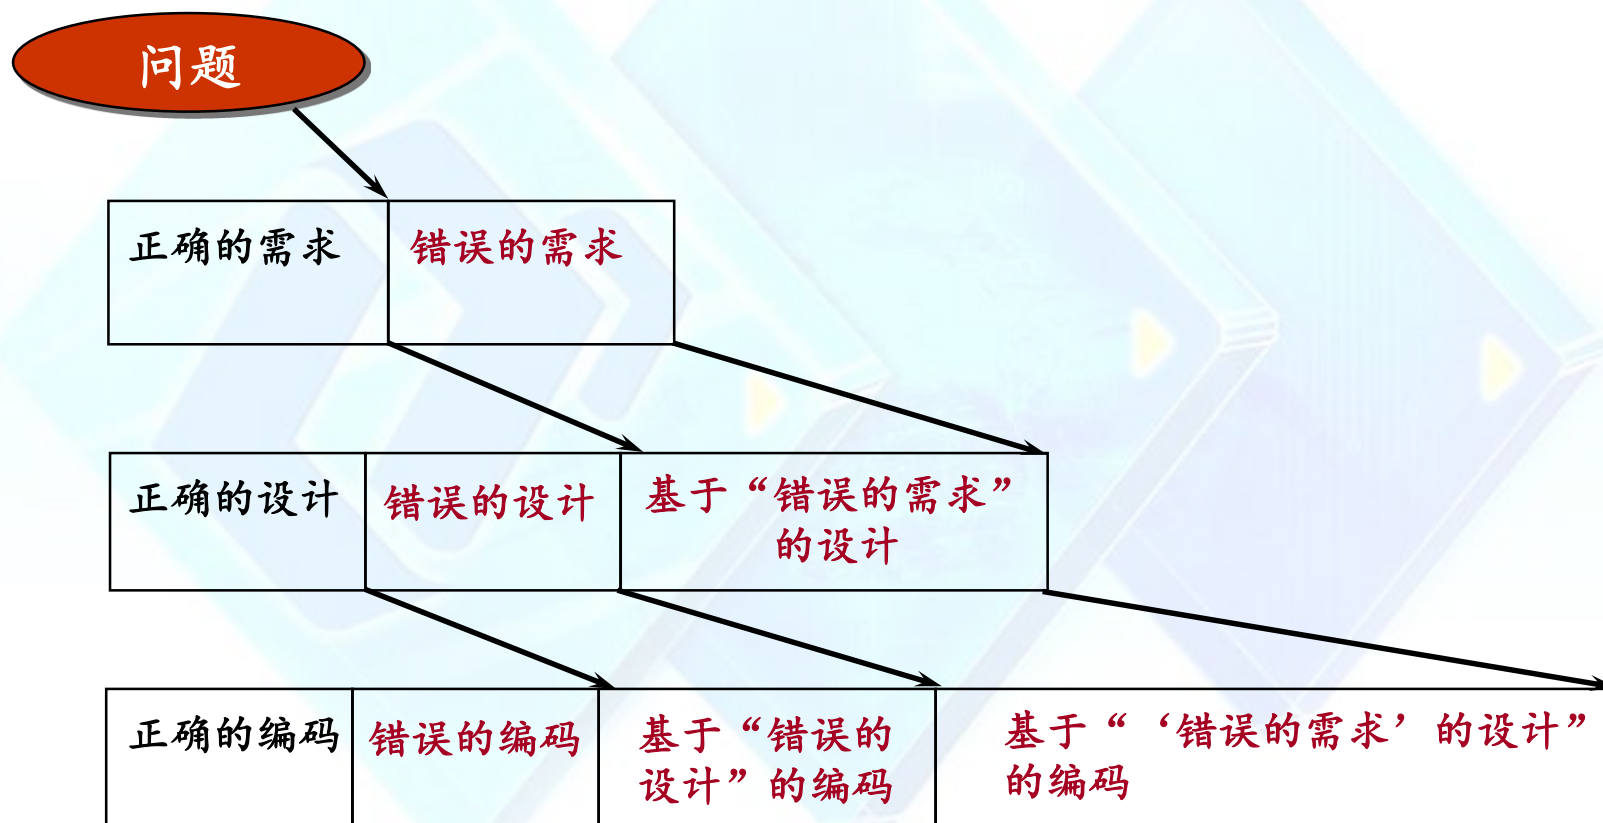 问题
正确的需求
错误的需求
正确的设计
错误的设计
基于“错误的需求”
的设计
正确的编码
错误的编码
基于“错误的
设计”的编码
基于“‘错误的需求’的设计”
的编码